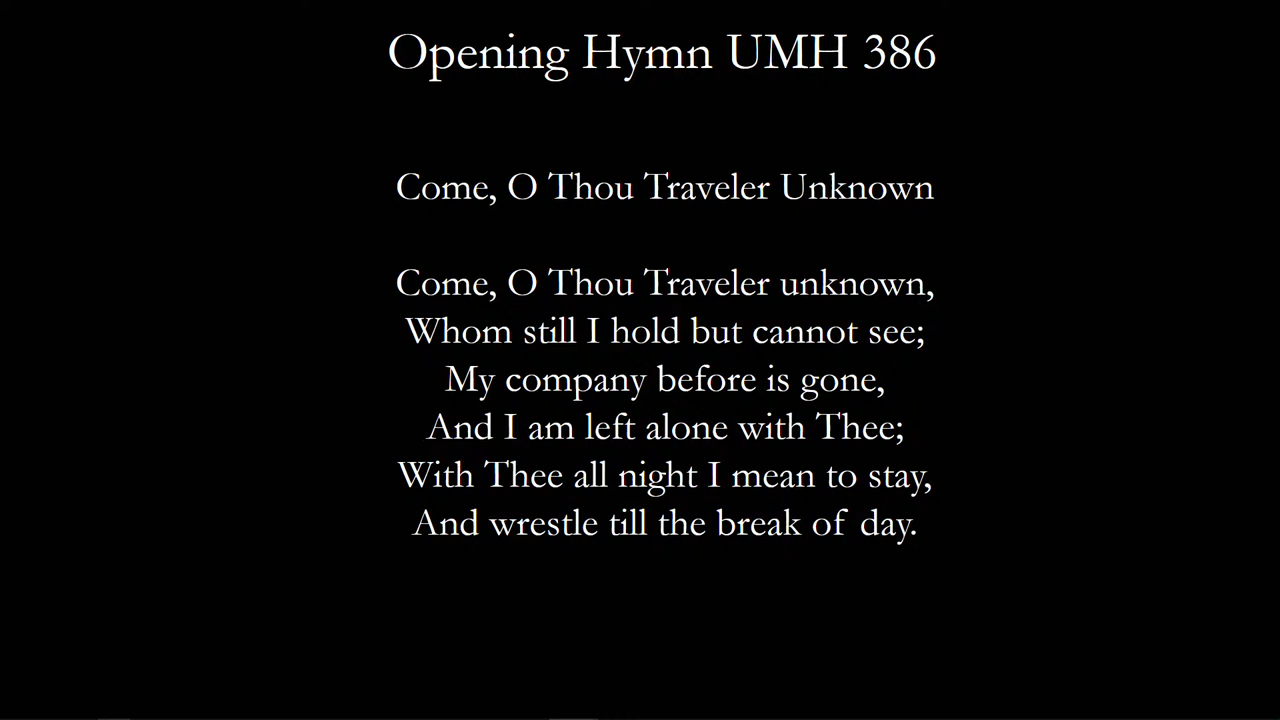 Opening Hymn UMH 386
Come, O Thou Traveler Unknown
Come, O Thou Traveler unknown,
Whom still I hold but cannot see;
My company before is gone,
And I am left alone with Thee;
With Thee all night I mean to stay,
And wrestle till the break of day.